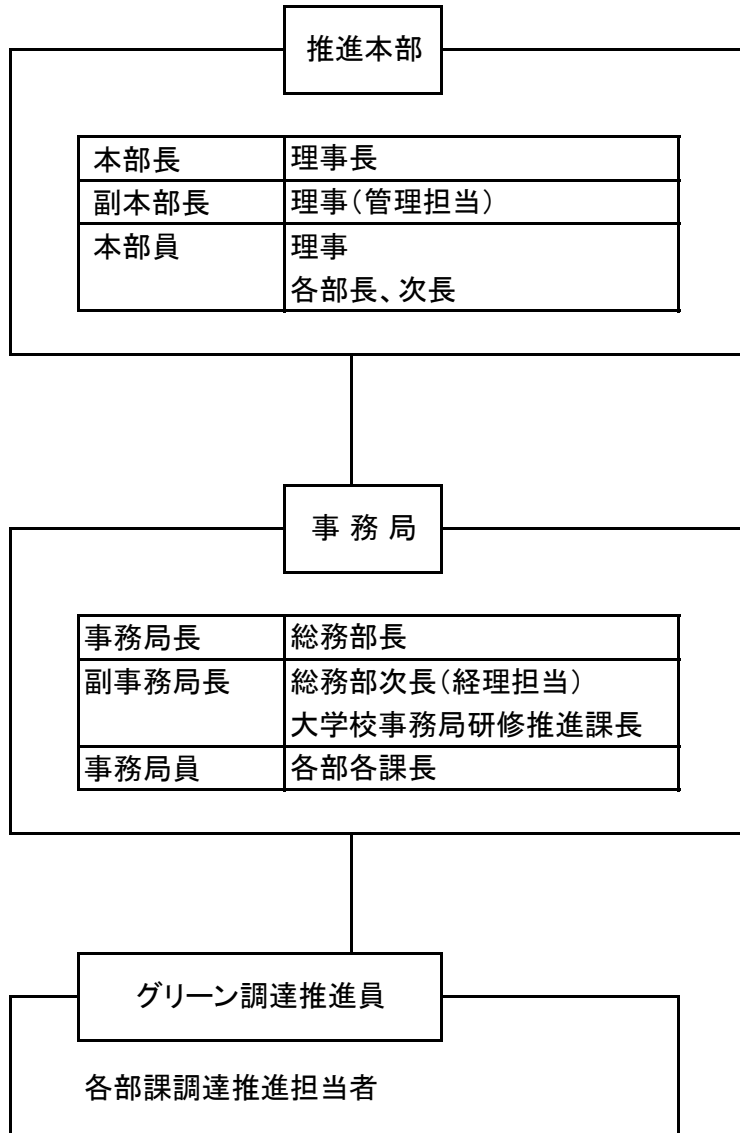 推進本部
本部長 理事長
副本部長 理事（管理担当）
本部員 理事
各部長、次長
事 務 局
事務局長 総務部長
副事務局長 総務部次長（経理担当）
大学校事務局研修推進課長
事務局員 各部各課長
グリーン調達推進員
各部課調達推進担当者